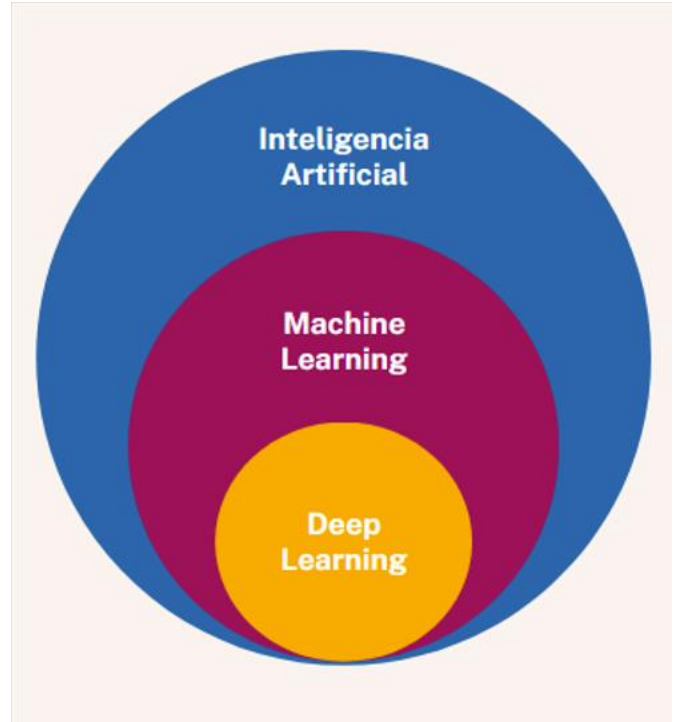 Inteligencia
Artificial
Machine
Learning
Deep
Learning